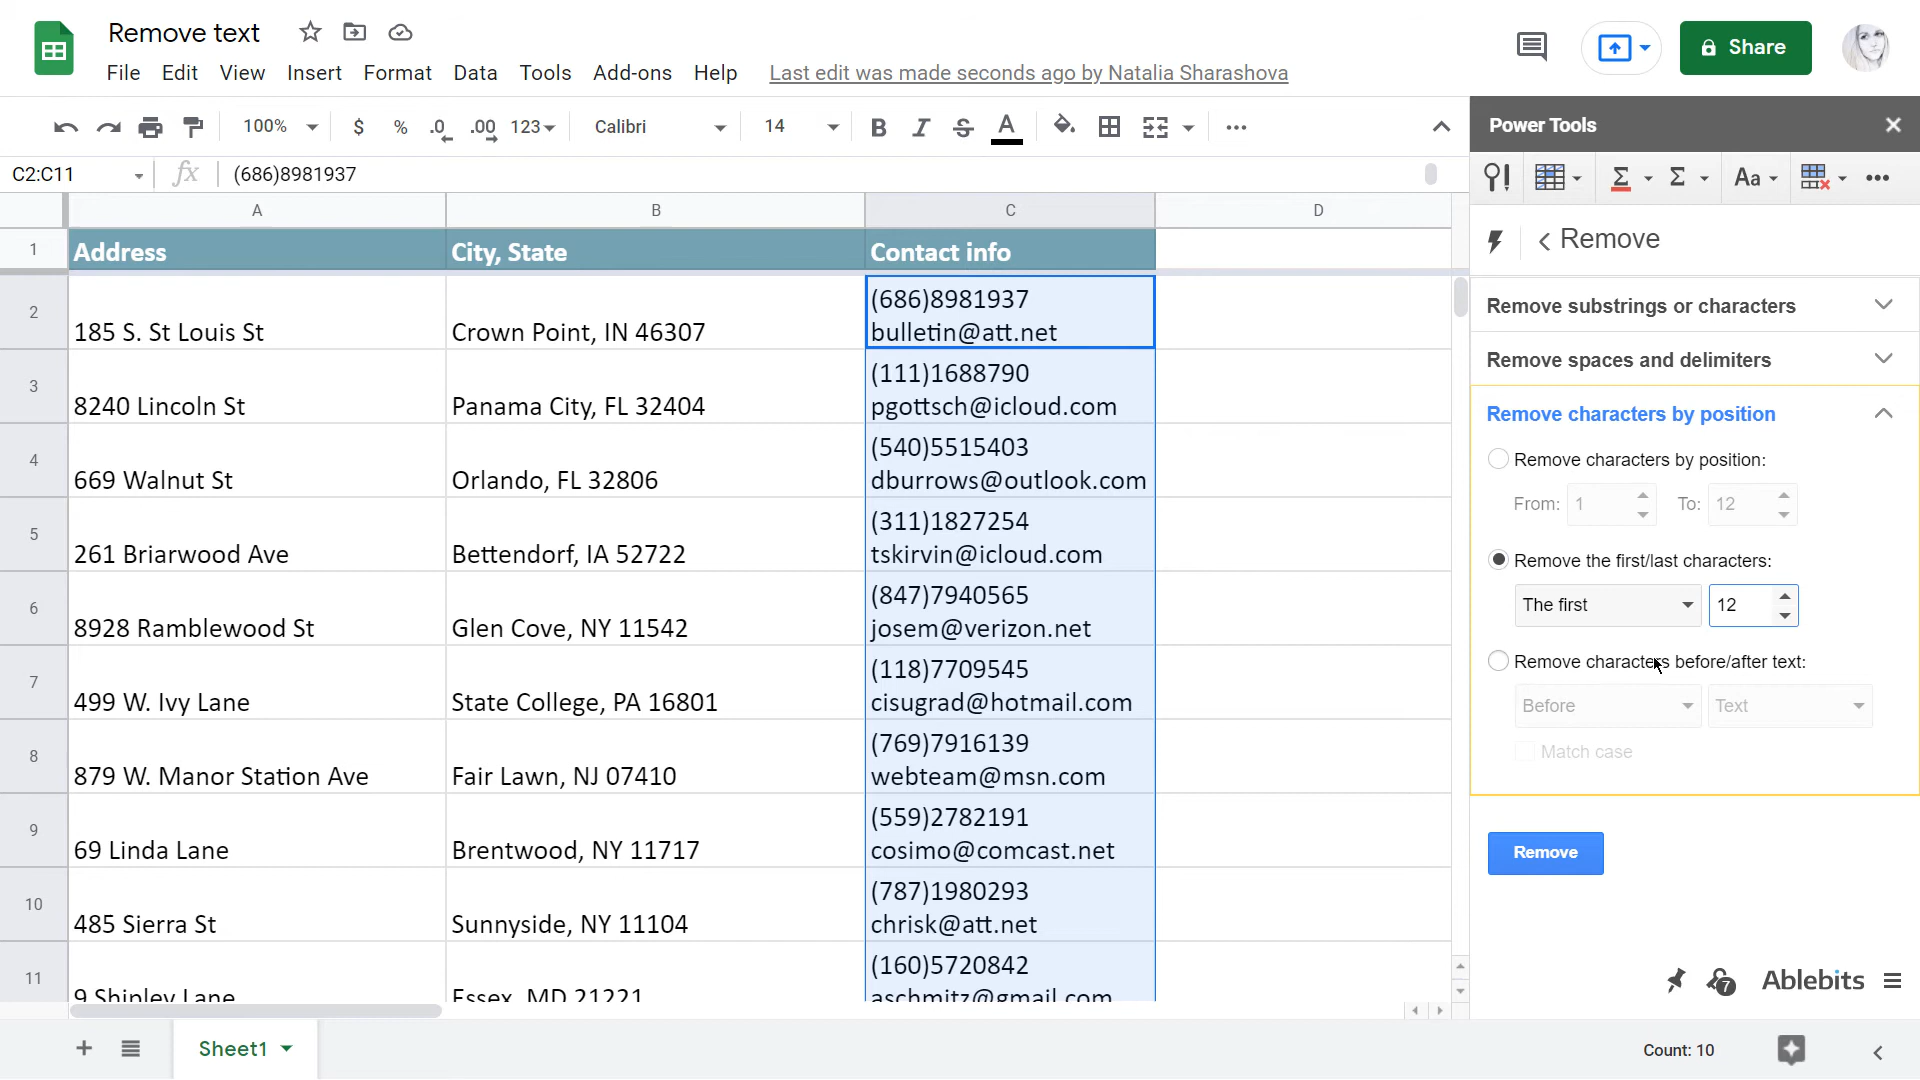 Remove text
File Edit View Insert Format Data Tools Add-ons Help Last edit was made seconds ago by Natalia Sharashova
Share
100% $ % .0 .00 123 Calibri 14 B I S A
C2:C11 fx (686)8981937
A B C D
1 Address City, State Contact info
2 185 S. St Louis St Crown Point, IN 46307 (686)8981937
bulletin@att.net
3 8240 Lincoln St Panama City, FL 32404 (111)1688790
pgottsch@icloud.com
4 669 Walnut St Orlando, FL 32806 (540)5515403
dburrows@outlook.com
5 261 Briarwood Ave Bettendorf, IA 52722 (311)1827254
tskirvin@icloud.com
6 8928 Ramblewood St Glen Cove, NY 11542 (847)7940565
josem@verizon.net
7 499 W. Ivy Lane State College, PA 16801 (118)7709545
cisugrad@hotmail.com
8 879 W. Manor Station Ave Fair Lawn, NJ 07410 (769)7916139
webteam@msn.com
9 69 Linda Lane Brentwood, NY 11717 (559)2782191
cosimo@comcast.net
10 485 Sierra St Sunnyside, NY 11104 (787)1980293
chrisk@att.net
11 9 Shipley Lane Essex, MD 21221 (160)5720842
aschmitz@gmail.com
Sheet1
Count: 10
Power Tools
Σ Σ Aa
Remove
Remove substrings or characters
Remove spaces and delimiters
Remove characters by position
Remove characters by position:
From: 1 To: 12
Remove the first/last characters:
The first 12
Remove characters before/after text:
Before Text
Match case
Remove
7 Ablebits